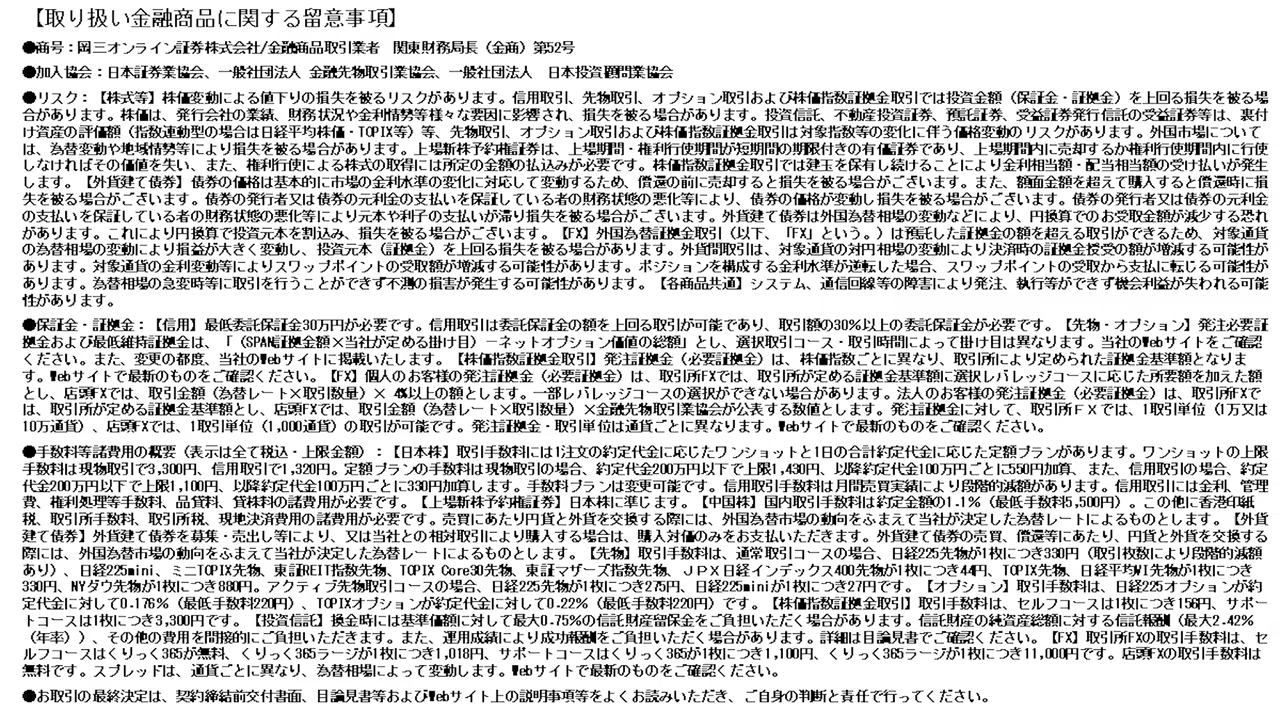 【取り扱い金融商品に関する留意事項】
●商号：岡三オンライン証券株式会社/金融商品取引業者　関東財務局長（金商）第52号
●加入協会：日本証券業協会、一般社団法人 金融先物取引業協会、一般社団法人　日本投資顧問業協会
●リスク：【株式等】株価変動による値下りの損失を被るリスクがあります。信用取引、先物取引、オプション取引および株価指数証拠金取引では投資金額（保証金・証拠金）を上回る損失を被る場
合があります。株価は、発行会社の業績、財務状況や金利情勢等様々な要因に影響され、損失を被る場合があります。投資信託、不動産投資証券、預託証券、受益証券発行信託の受益証券等は、裏付
け資産の評価額（指数連動型の場合は日経平均株価・TOPIX等）等、先物取引、オプション取引および株価指数証拠金取引は対象指数等の変化に伴う価格変動のリスクがあります。外国市場について
は、為替変動や地域情勢等により損失を被る場合があります。上場新株予約権証券は、上場期間・権利行使期間が短期間の期限付きの有価証券であり、上場期間内に売却するか権利行使期間内に行使
しなければその価値を失い、また、権利行使による株式の取得には所定の金額の払込みが必要です。株価指数証拠金取引では建玉を保有し続けることにより金利相当額・配当相当額の受け払いが発生
します。【外貨建て債券】債券の価格は基本的に市場の金利水準の変化に対応して変動するため、償還の前に売却すると損失を被る場合がございます。また、額面金額を超えて購入すると償還時に損
失を被る場合がございます。債券の発行者又は債券の元利金の支払いを保証している者の財務状態の悪化等により、債券の価格が変動し損失を被る場合がございます。債券の発行者又は債券の元利金
の支払いを保証している者の財務状態の悪化等により元本や利子の支払いが滞り損失を被る場合がございます。外貨建て債券は外国為替相場の変動などにより、円換算でのお受取金額が減少する恐れ
があります。これにより円換算で投資元本を割込み、損失を被る場合がございます。【FX】外国為替証拠金取引（以下、「FX」という。）は預託した証拠金の額を超える取引ができるため、対象通貨
の為替相場の変動により損益が大きく変動し、投資元本（証拠金）を上回る損失を被る場合があります。外貨間取引は、対象通貨の対円相場の変動により決済時の証拠金授受の額が増減する可能性が
あります。対象通貨の金利変動等によりスワップポイントの受取額が増減する可能性があります。ポジションを構成する金利水準が逆転した場合、スワップポイントの受取から支払に転じる可能性が
あります。為替相場の急変時等に取引を行うことができず不測の損害が発生する可能性があります。【各商品共通】システム、通信回線等の障害により発注、執行等ができず機会利益が失われる可能
性があります。
●保証金・証拠金：【信用】最低委託保証金30万円が必要です。信用取引は委託保証金の額を上回る取引が可能であり、取引額の30%以上の委託保証金が必要です。【先物・オプション】発注必要証
拠金および最低維持証拠金は、「（SPAN証拠金額×当社が定める掛け目）－ネットオプション価値の総額」とし、選択取引コース・取引時間によって掛け目は異なります。当社のWebサイトをご確認
ください。また、変更の都度、当社のWebサイトに掲載いたします。【株価指数証拠金取引】発注証拠金（必要証拠金）は、株価指数ごとに異なり、取引所により定められた証拠金基準額となりま
す。Webサイトで最新のものをご確認ください。【FX】個人のお客様の発注証拠金（必要証拠金）は、取引所FXでは、取引所が定める証拠金基準額に選択レバレッジコースに応じた所要額を加えた額
とし、店頭FXでは、取引金額（為替レート×取引数量）× 4%以上の額とします。一部レバレッジコースの選択ができない場合があります。法人のお客様の発注証拠金（必要証拠金）は、取引所FXで
は、取引所が定める証拠金基準額とし、店頭FXでは、取引金額（為替レート×取引数量）×金融先物取引業協会が公表する数値とします。発注証拠金に対して、取引所ＦＸでは、1取引単位（1万又は
10万通貨）、店頭FXでは、1取引単位（1,000通貨）の取引が可能です。発注証拠金・取引単位は通貨ごとに異なります。Webサイトで最新のものをご確認ください。
●手数料等諸費用の概要（表示は全て税込・上限金額）：【日本株】取引手数料には1注文の約定代金に応じたワンショットと1日の合計約定代金に応じた定額プランがあります。ワンショットの上限
手数料は現物取引で3,300円、信用取引で1,320円。定額プランの手数料は現物取引の場合、約定代金200万円以下で上限1,430円、以降約定代金100万円ごとに550円加算、また、信用取引の場合、約定
代金200万円以下で上限1,100円、以降約定代金100万円ごとに330円加算します。手数料プランは変更可能です。信用取引手数料は月間売買実績により段階的減額があります。信用取引には金利、管理
費、権利処理等手数料、品貸料、貸株料の諸費用が必要です。【上場新株予約権証券】日本株に準じます。【中国株】国内取引手数料は約定金額の1.1%（最低手数料5,500円）。この他に香港印紙
税、取引所手数料、取引所税、現地決済費用の諸費用が必要です。売買にあたり円貨と外貨を交換する際には、外国為替市場の動向をふまえて当社が決定した為替レートによるものとします。【外貨
建て債券】外貨建て債券を募集・売出し等により、又は当社との相対取引により購入する場合は、購入対価のみをお支払いただきます。外貨建て債券の売買、償還等にあたり、円貨と外貨を交換する
際には、外国為替市場の動向をふまえて当社が決定した為替レートによるものとします。【先物】取引手数料は、通常取引コースの場合、日経225先物が1枚につき330円（取引枚数により段階的減額
あり）、日経225mini、ミニTOPIX先物、東証REIT指数先物、TOPIX Core30先物、東証マザーズ指数先物、ＪＰＸ日経インデックス400先物が1枚につき44円、TOPIX先物、日経平均VI先物が1枚につき
330円、NYダウ先物が1枚につき880円。アクティブ先物取引コースの場合、日経225先物が1枚につき275円、日経225miniが1枚につき27円です。【オプション】取引手数料は、日経225オプションが約
定代金に対して0.176%（最低手数料220円）、TOPIXオプションが約定代金に対して0.22%（最低手数料220円）です。【株価指数証拠金取引】取引手数料は、セルフコースは1枚につき156円、サポー
トコースは1枚につき3,300円です。【投資信託】換金時には基準価額に対して最大0.75%の信託財産留保金をご負担いただく場合があります。信託財産の純資産総額に対する信託報酬（最大2.42%
（年率））、その他の費用を間接的にご負担いただきます。また、運用成績により成功報酬をご負担いただく場合があります。詳細は目論見書でご確認ください。【FX】取引所FXの取引手数料は、セ
ルフコースはくりっく365が無料、くりっく365ラージが1枚につき1,018円、サポートコースはくりっく365が1枚につき1,100円、くりっく365ラージが1枚につき11,000円です。店頭FXの取引手数料は
無料です。スプレッドは、通貨ごとに異なり、為替相場によって変動します。Webサイトで最新のものをご確認ください。
●お取引の最終決定は、契約締結前交付書面、目論見書等およびWebサイト上の説明事項等をよくお読みいただき、ご自身の判断と責任で行ってください。